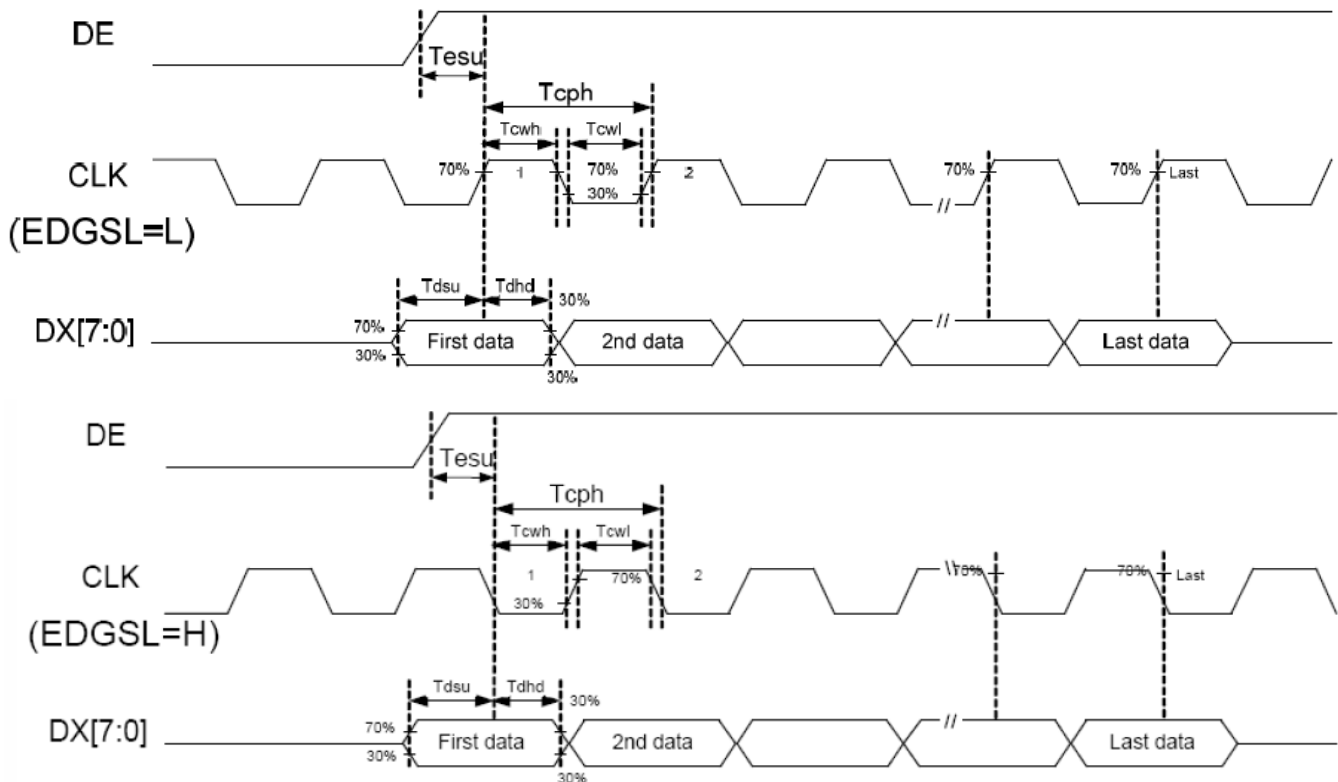 DE
Tesu
Tcph
Tcwh
Tcwl
CLK
70%
1
70%
30%
2
70%
70%
Last
(EDGSL=L)
//
Tdsu
Tdhd
30%
DX[7:0]
70%
30%
First data
2nd data
//
Last data
30%
DE
Tesu
Tcph
Tcwh
Tcwl
CLK
1
30%
70%
2
\\
70%
70%
Last
(EDGSL=H)
Tdsu
Tdhd
30%
DX[7:0]
70%
30%
First data
2nd data
//
Last data
30%